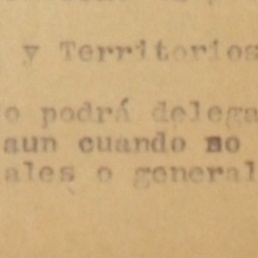 y Territorios
o podrá delega
aun cuando no
ales o general